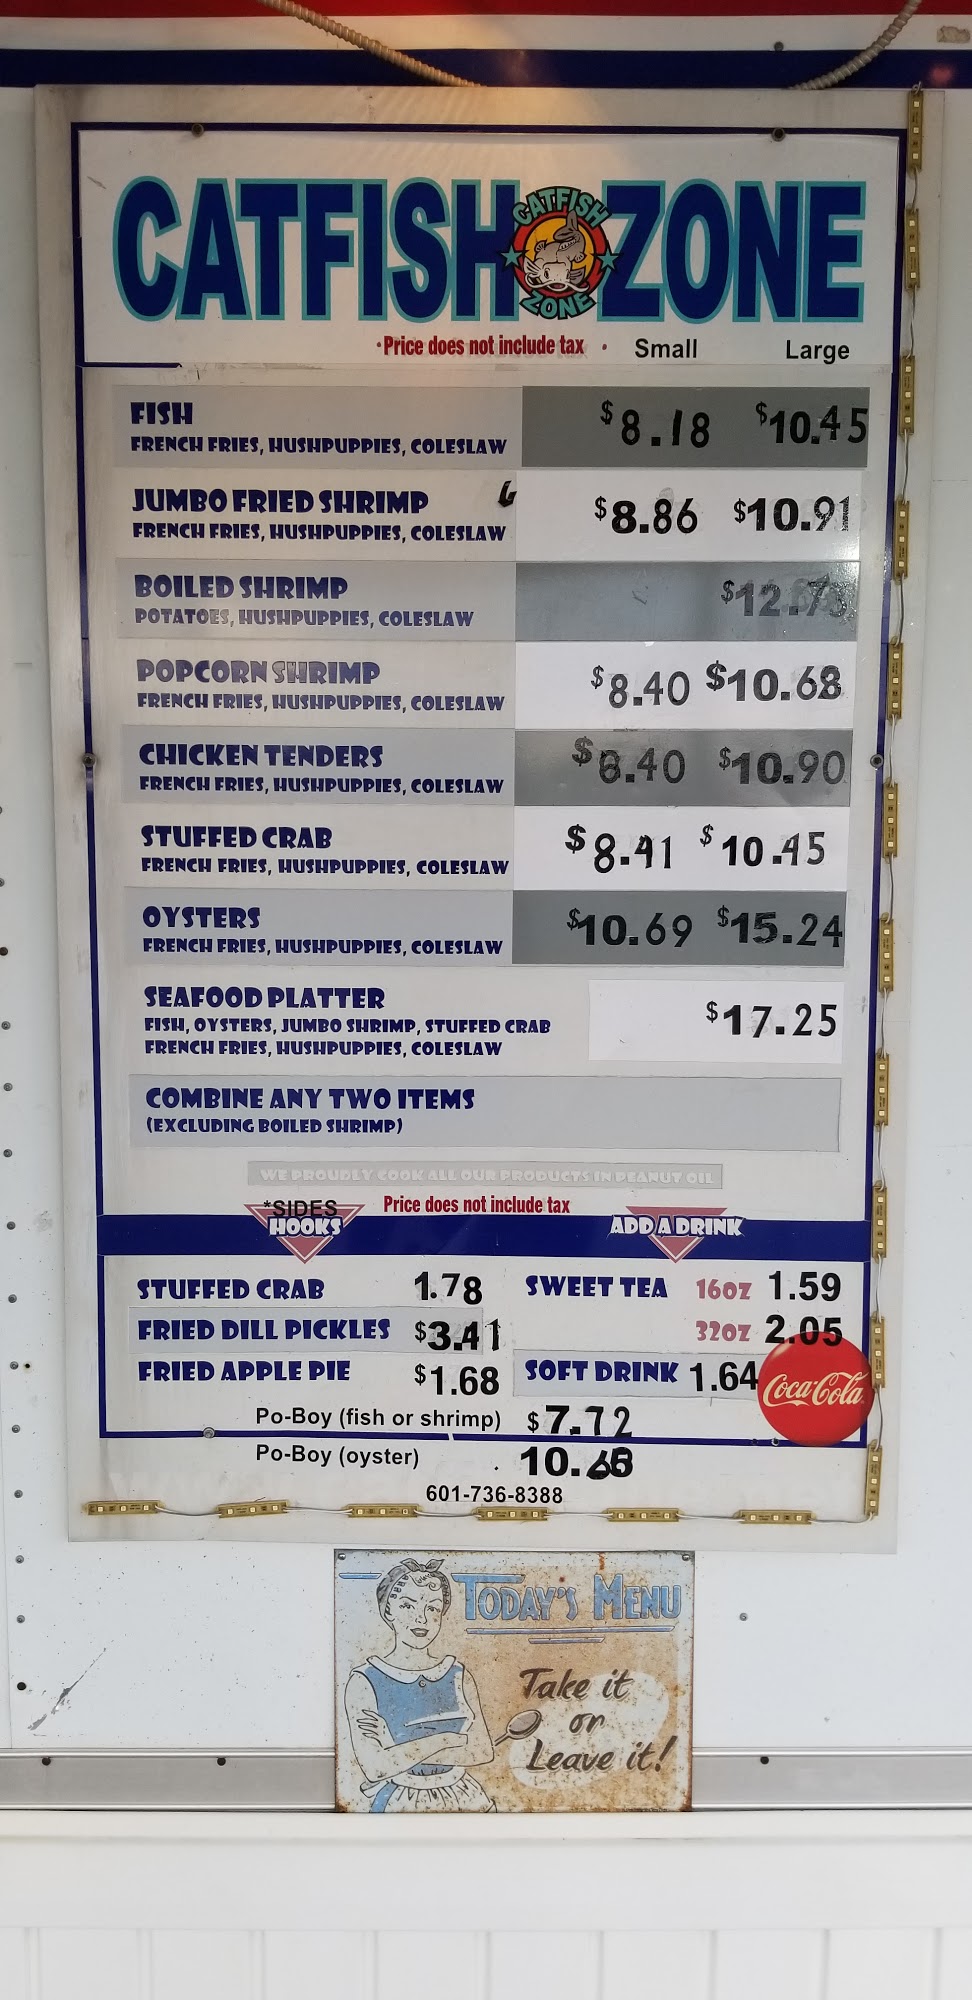 CATFISH ZONE
CATFISH
ZONE
·Price does not include tax · Small Large
FISH $8.18 $10.45
FRENCH FRIES, HUSHPUPPIES, COLESLAW
JUMBO FRIED SHRIMP 6 $8.86 $10.91
FRENCH FRIES, HUSHPUPPIES, COLESLAW
BOILED SHRIMP
POTATOES, HUSHPUPPIES, COLESLAW
POPCORN SHRIMP $8.40 $10.68
FRENCH FRIES, HUSHPUPPIES, COLESLAW
CHICKEN TENDERS $8.40 $10.90
FRENCH FRIES, HUSHPUPPIES, COLESLAW
STUFFED CRAB $8.41 $10.45
FRENCH FRIES, HUSHPUPPIES, COLESLAW
OYSTERS $10.69 $15.24
FRENCH FRIES, HUSHPUPPIES, COLESLAW
SEAFOOD PLATTER $17.25
FISH, OYSTERS, JUMBO SHRIMP, STUFFED CRAB
FRENCH FRIES, HUSHPUPPIES, COLESLAW
COMBINE ANY TWO ITEMS
(EXCLUDING BOILED SHRIMP)
WE PROUDLY COOK ALL OUR PRODUCTS IN PEANUT OIL
*SIDES Price does not include tax
HOOKS ADD A DRINK
STUFFED CRAB 1.78 SWEET TEA 16OZ 1.59
FRIED DILL PICKLES $3.41 32OZ 2.05
FRIED APPLE PIE $1.68 SOFT DRINK 1.64 Coca-Cola
Po-Boy (fish or shrimp) $7.72
Po-Boy (oyster)
601-736-8388
TODAY'S MENU
Take it
or
Leave it!